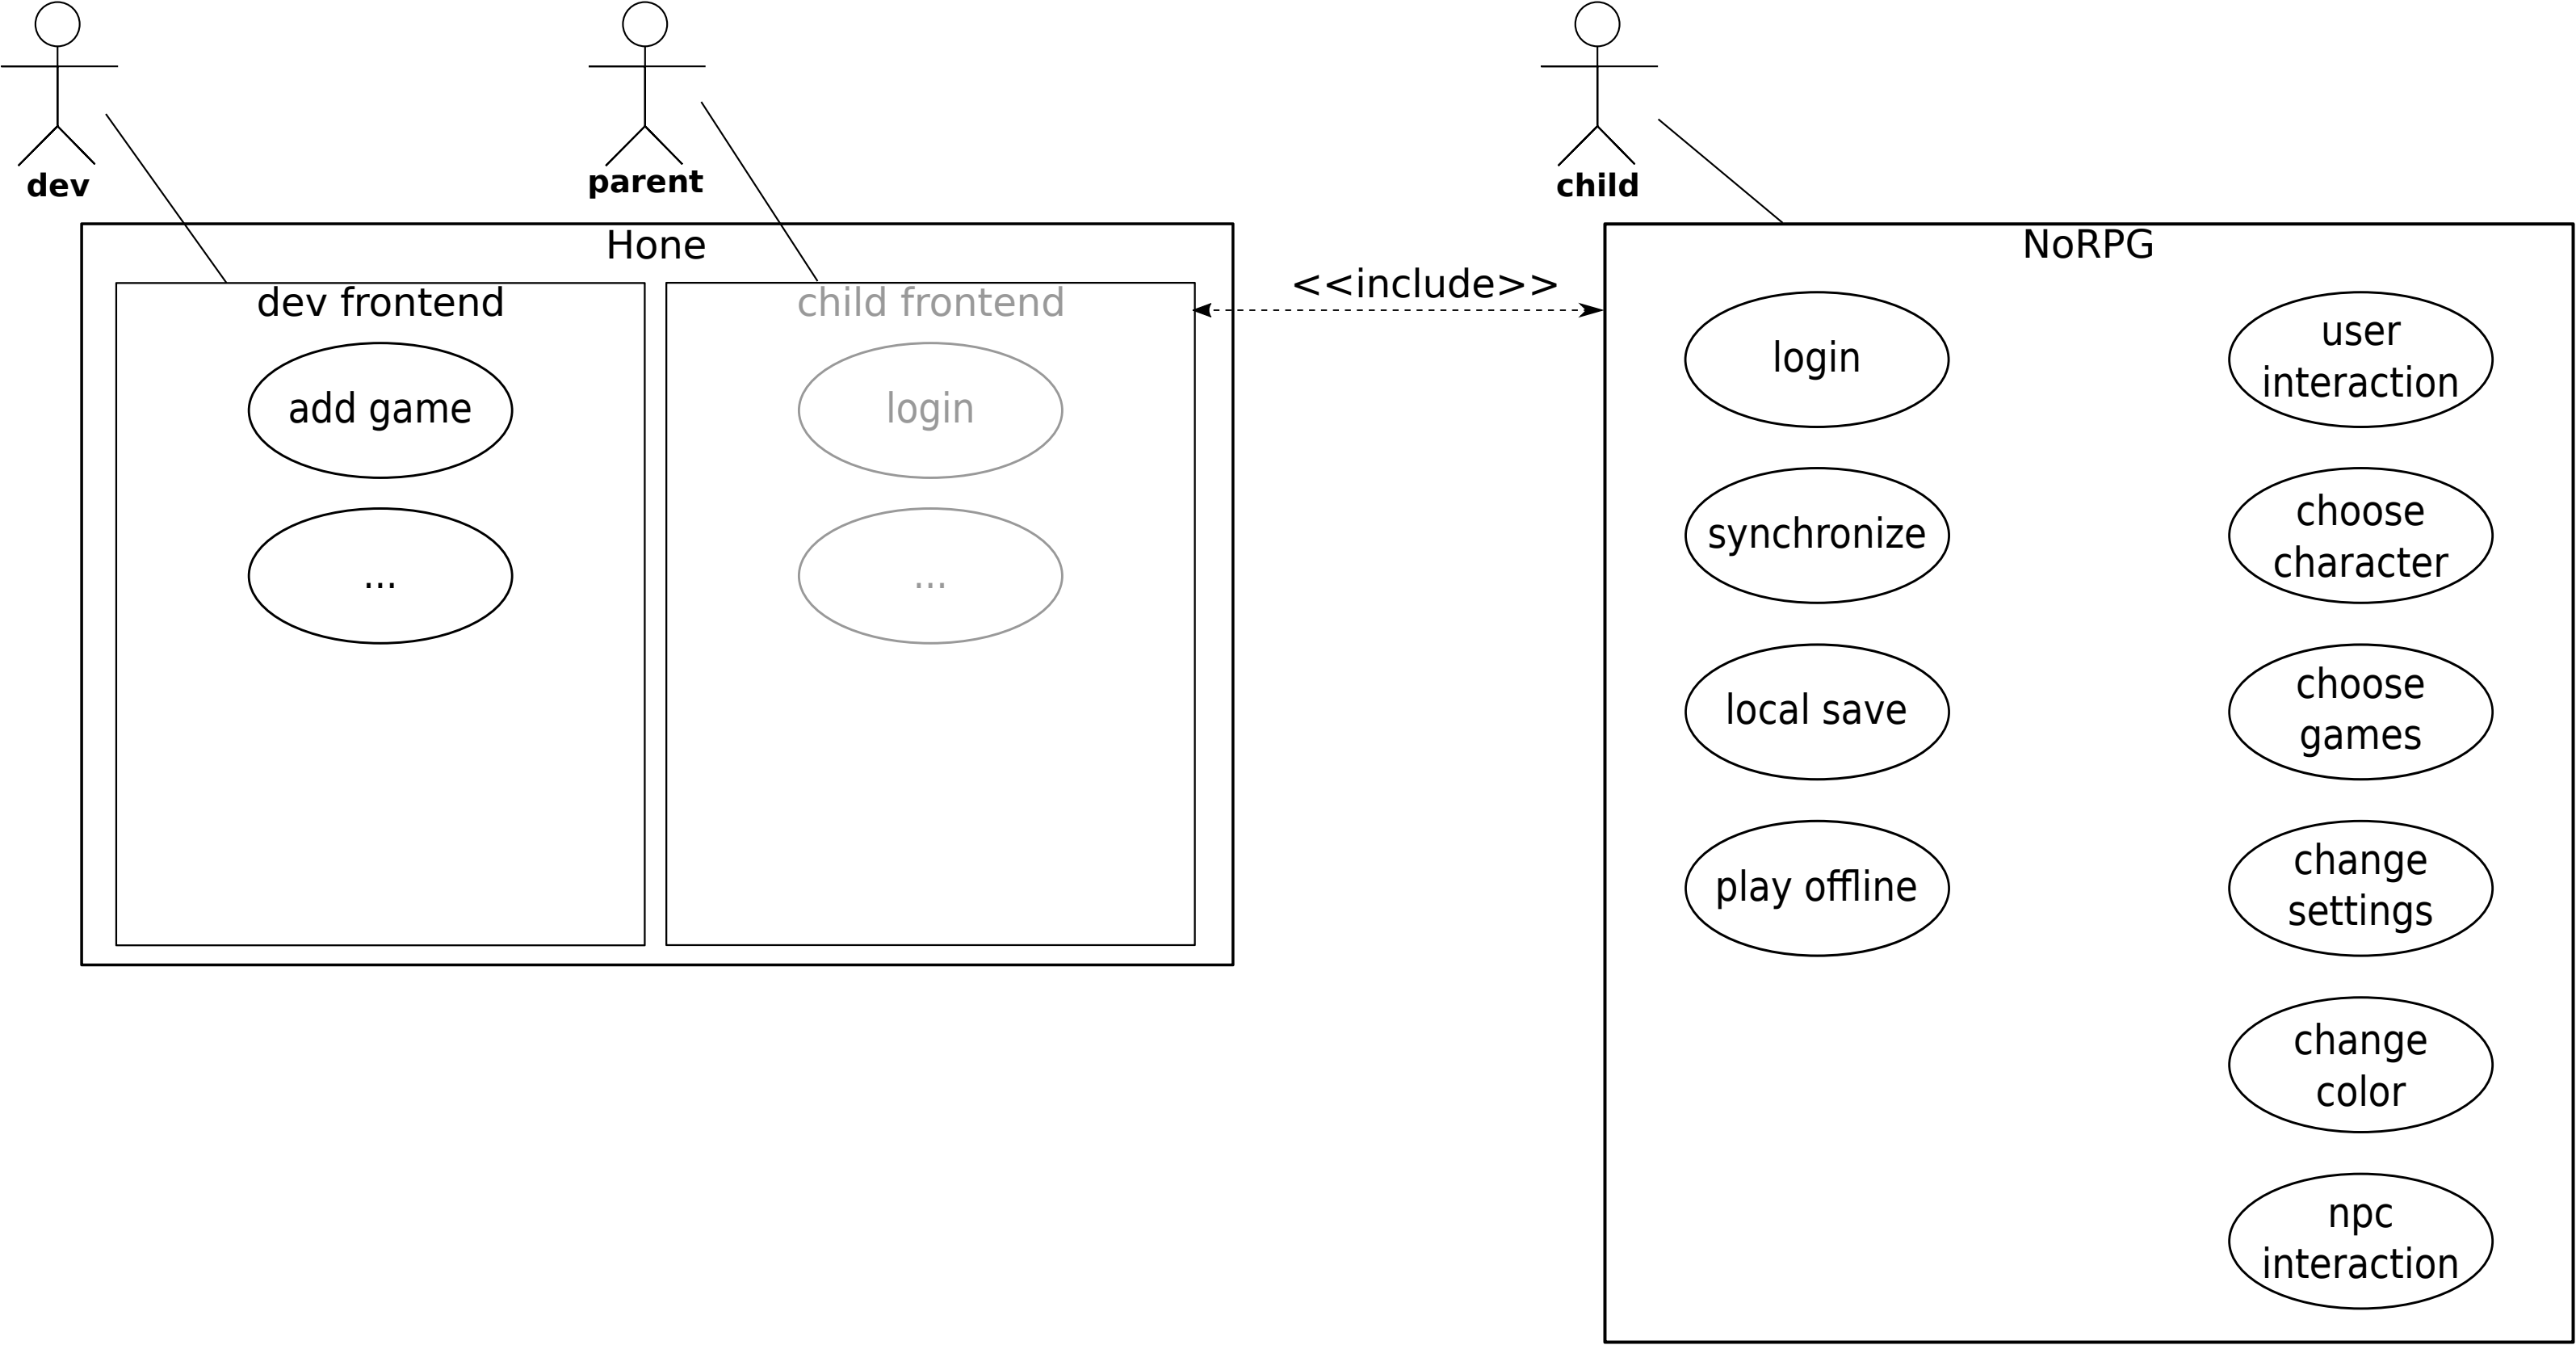 dev
parent
child
Hone
dev frontend
add game
...
child frontend
login
...
<<include>>
NoRPG
login
synchronize
local save
play offline
user
interaction
choose
character
choose
games
change
settings
change
color
npc
interaction